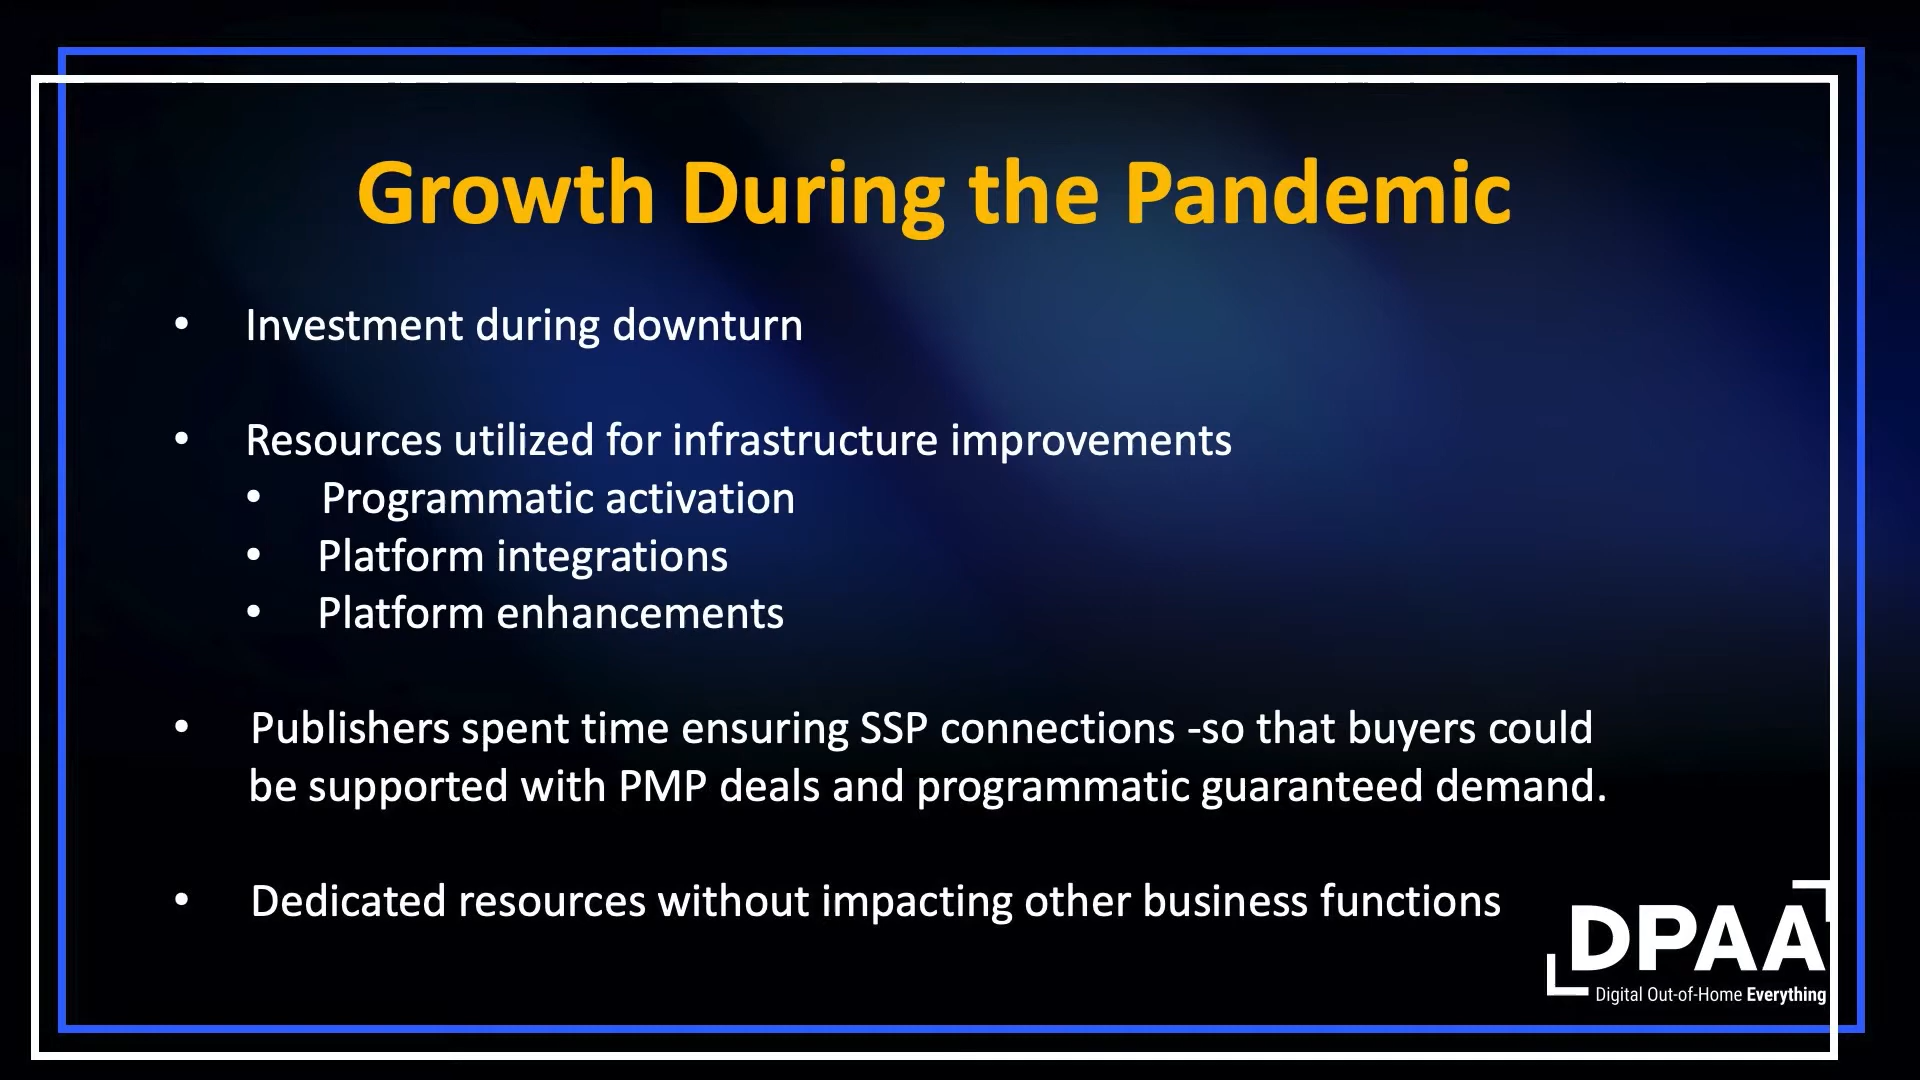 Growth During the Pandemic
• Investment during downturn
• Resources utilized for infrastructure improvements
• Programmatic activation
• Platform integrations
• Platform enhancements
• Publishers spent time ensuring SSP connections -so that buyers could
be supported with PMP deals and programmatic guaranteed demand.
• Dedicated resources without impacting other business functions
DPAA
Digital Out-of-Home Everything